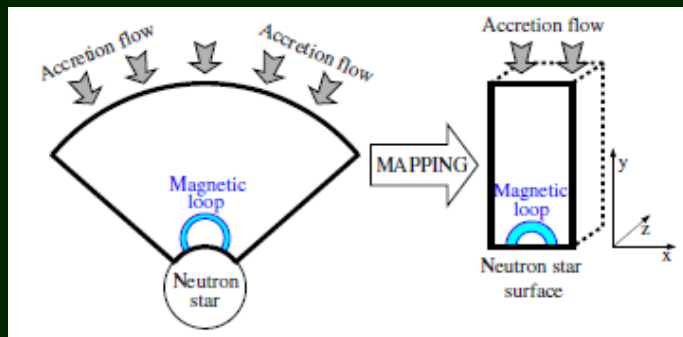 Accretion flow
Accretion flow
Magnetic
loop
Neutron
star
MAPPING
Accretion flow
Magnetic
loop
Neutron star
surface
y
z
x